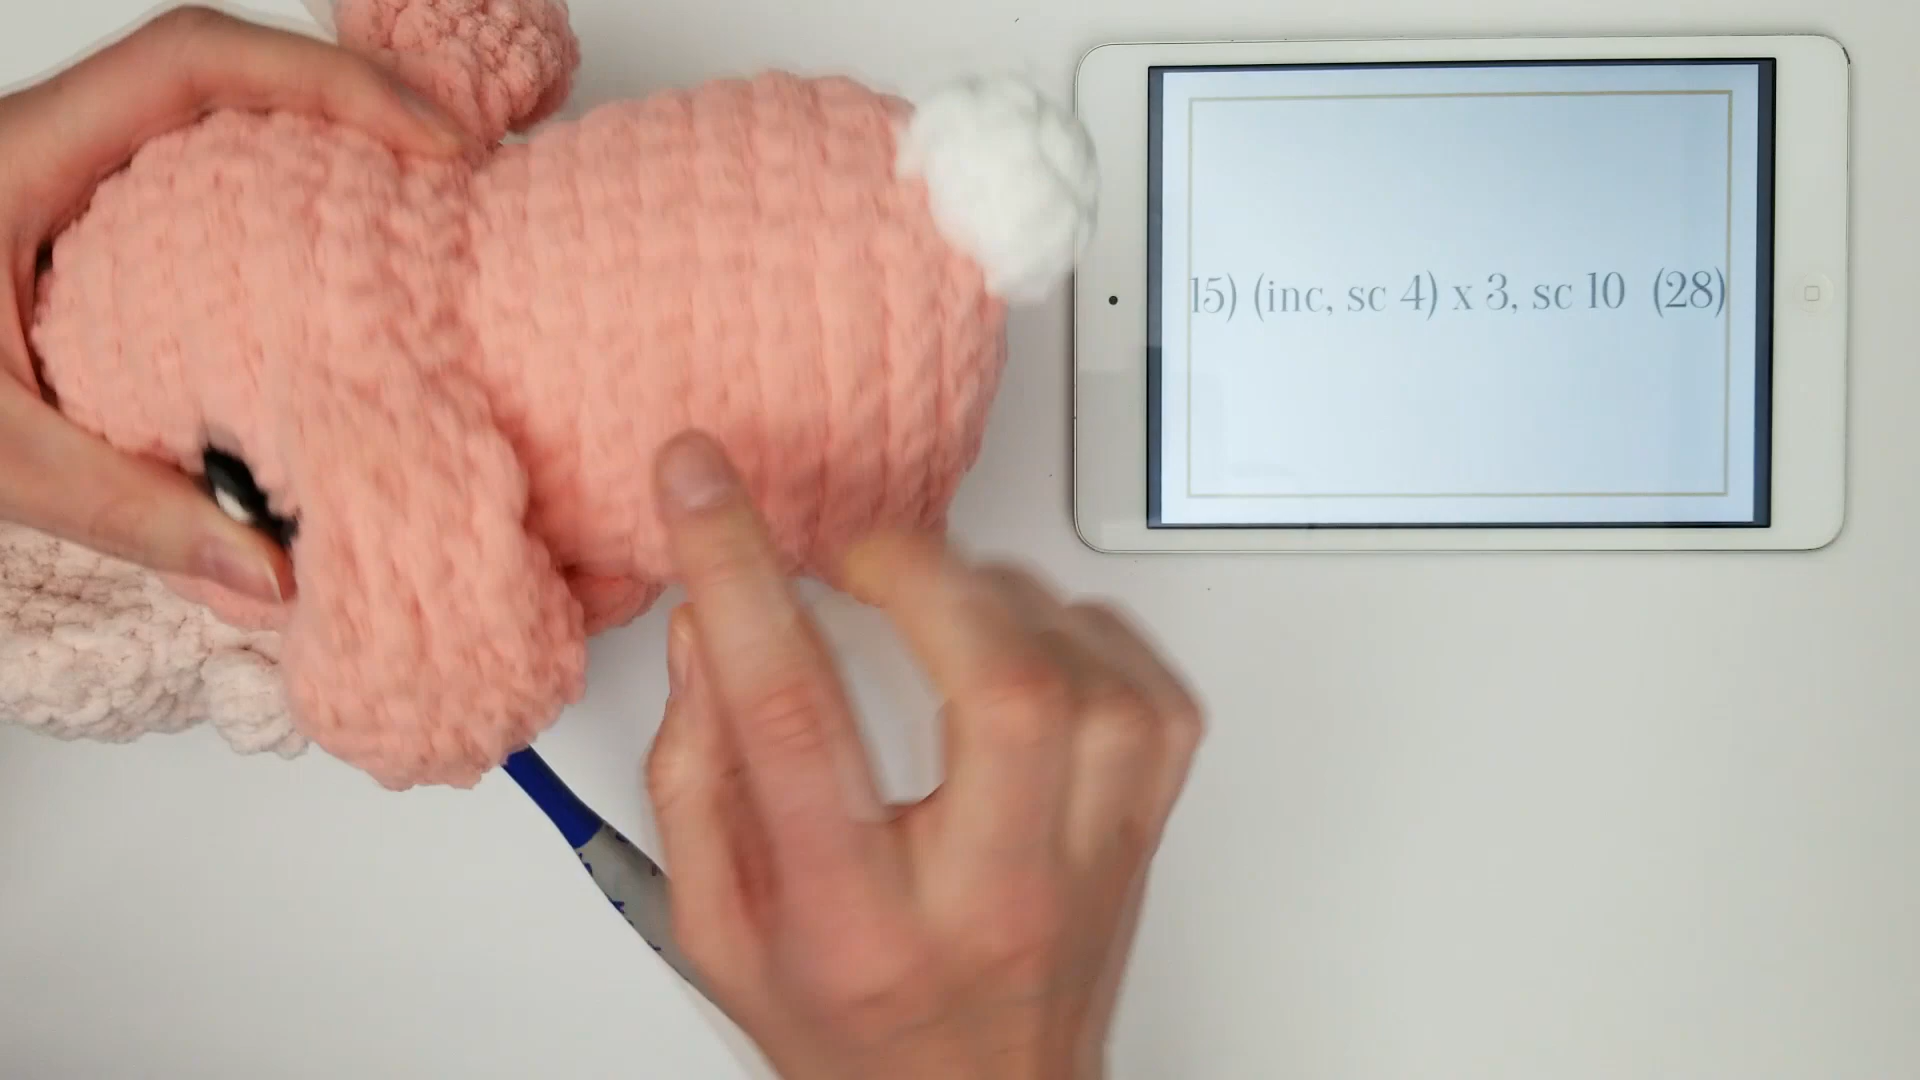 15) (inc, sc 4) x 3, sc 10 (28)